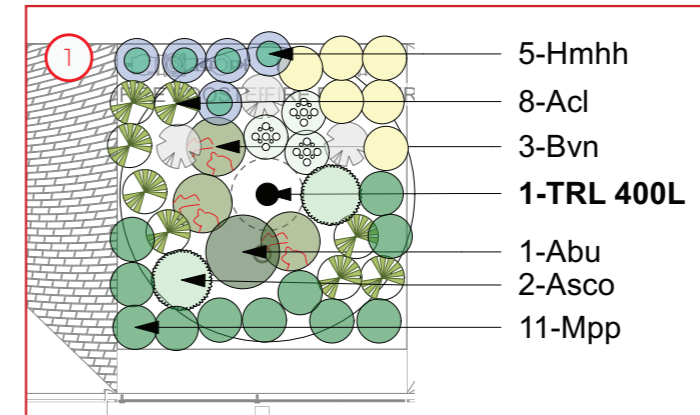 1
5-Hmhh
8-Acl
3-Bvn
1-TRL 400L
1-Abu
2-Asco
11-Mpp